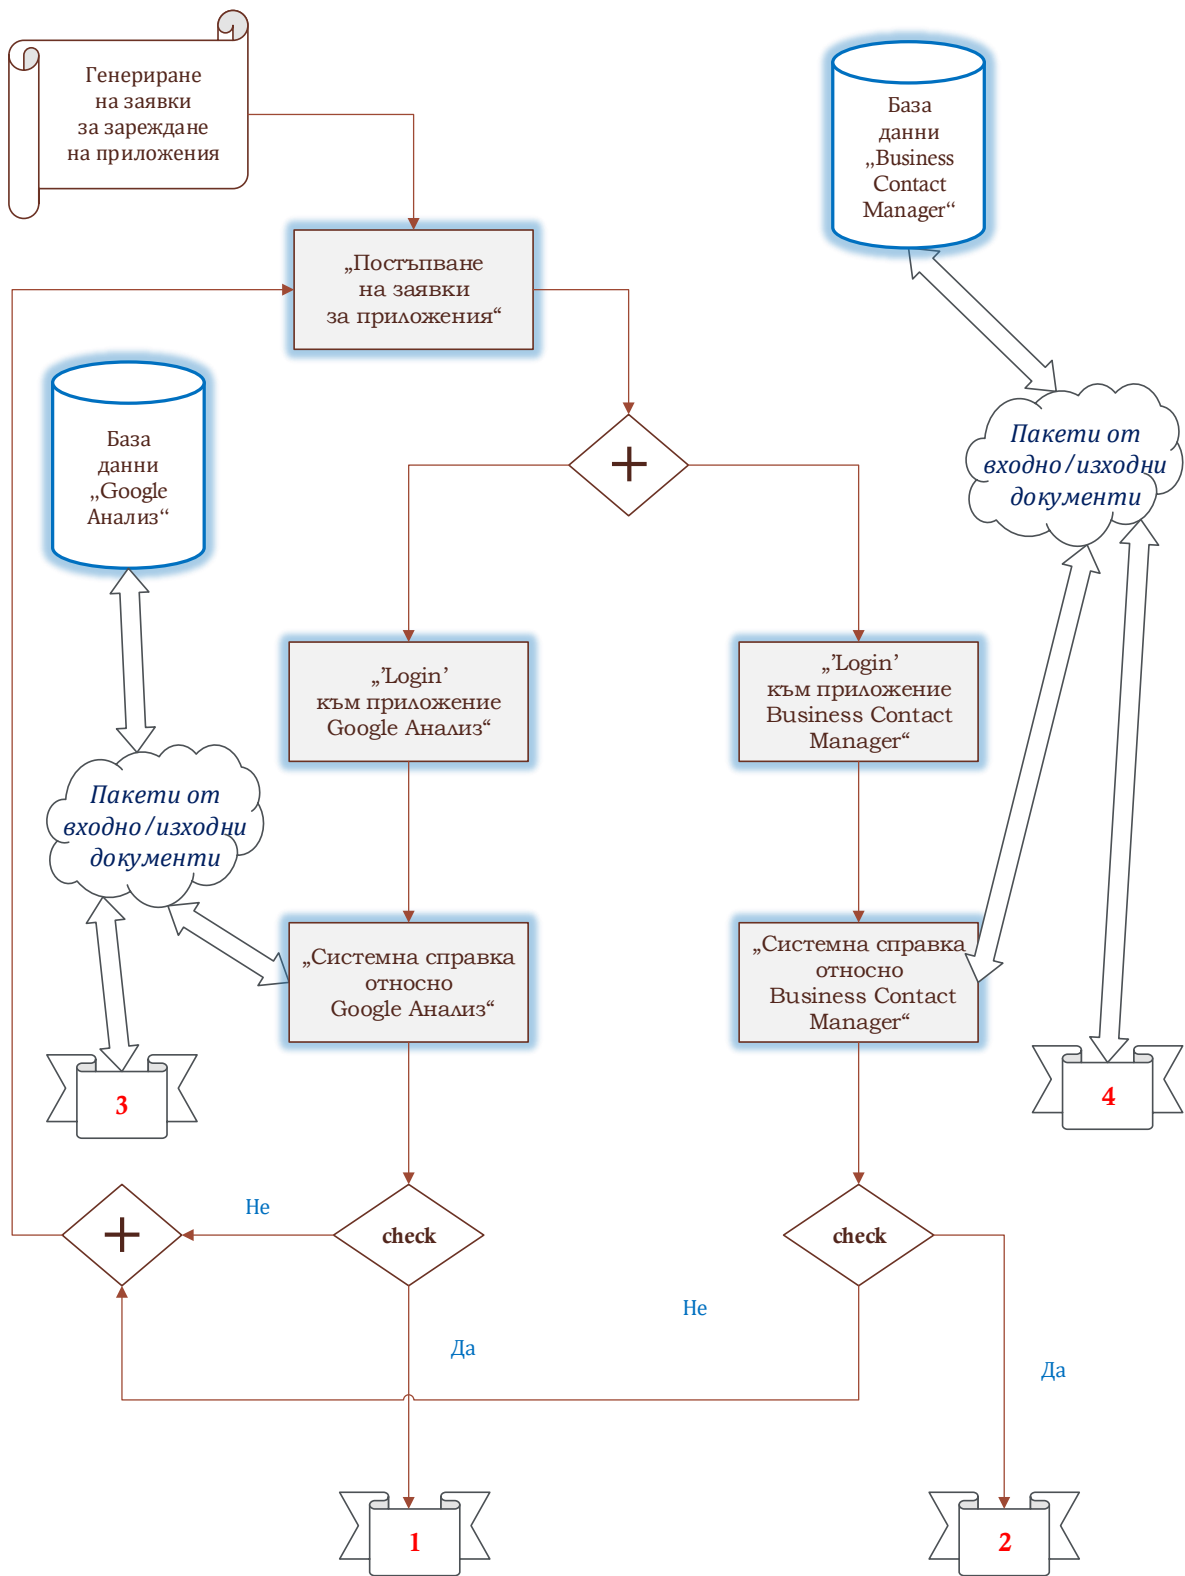 Генериране
на заявки
за зареждане
на приложения
База
данни
„Business
Contact
Manager“
„Постъпване
на заявки
за приложения“
База
данни
„Google
Анализ“
Пакети от
входно/изходни
документи
„’Login’
към приложение
Google Анализ“
„’Login’
към приложение
Business Contact
Manager“
Пакети от
входно/изходни
документи
„Системна справка
относно
Google Анализ“
„Системна справка
относно
Business Contact
Manager“
3
4
Не
check
check
Не
Да
Да
1
2